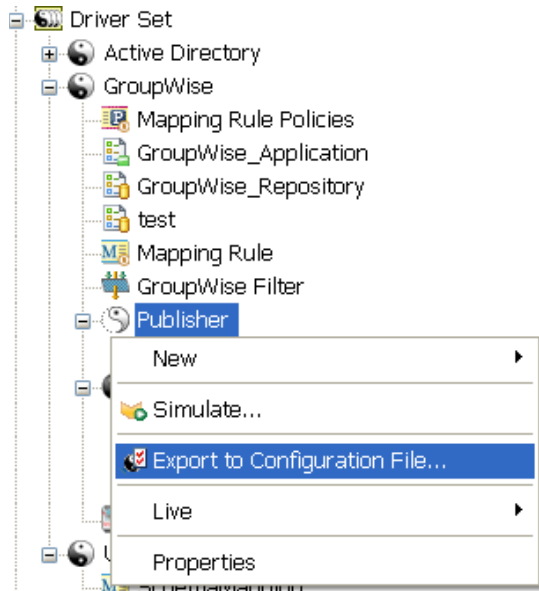 Driver Set
Active Directory
GroupWise
Mapping Rule Policies
GroupWise_Application
GroupWise_Repository
test
Mapping Rule
GroupWise Filter
Publisher
New
Simulate...
Export to Configuration File...
Live
Properties